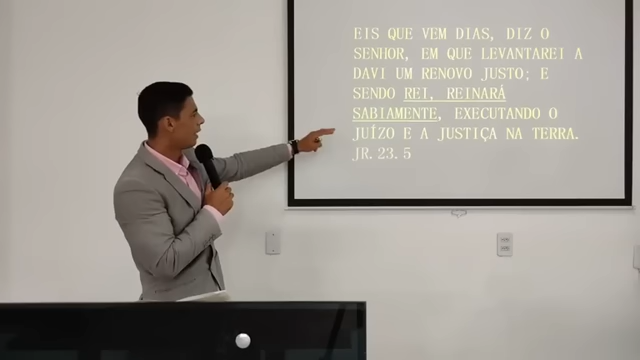 EIS QUE VEM DIAS, DIZ O
SENHOR, EM QUE LEVANTAREI A
DAVI UM RENOVO JUSTO; E
SENDO REI, REINARÁ
SABIAMENTE, EXECUTANDO O
JUÍZO E A JUSTIÇA NA TERRA.
JR. 23. 5